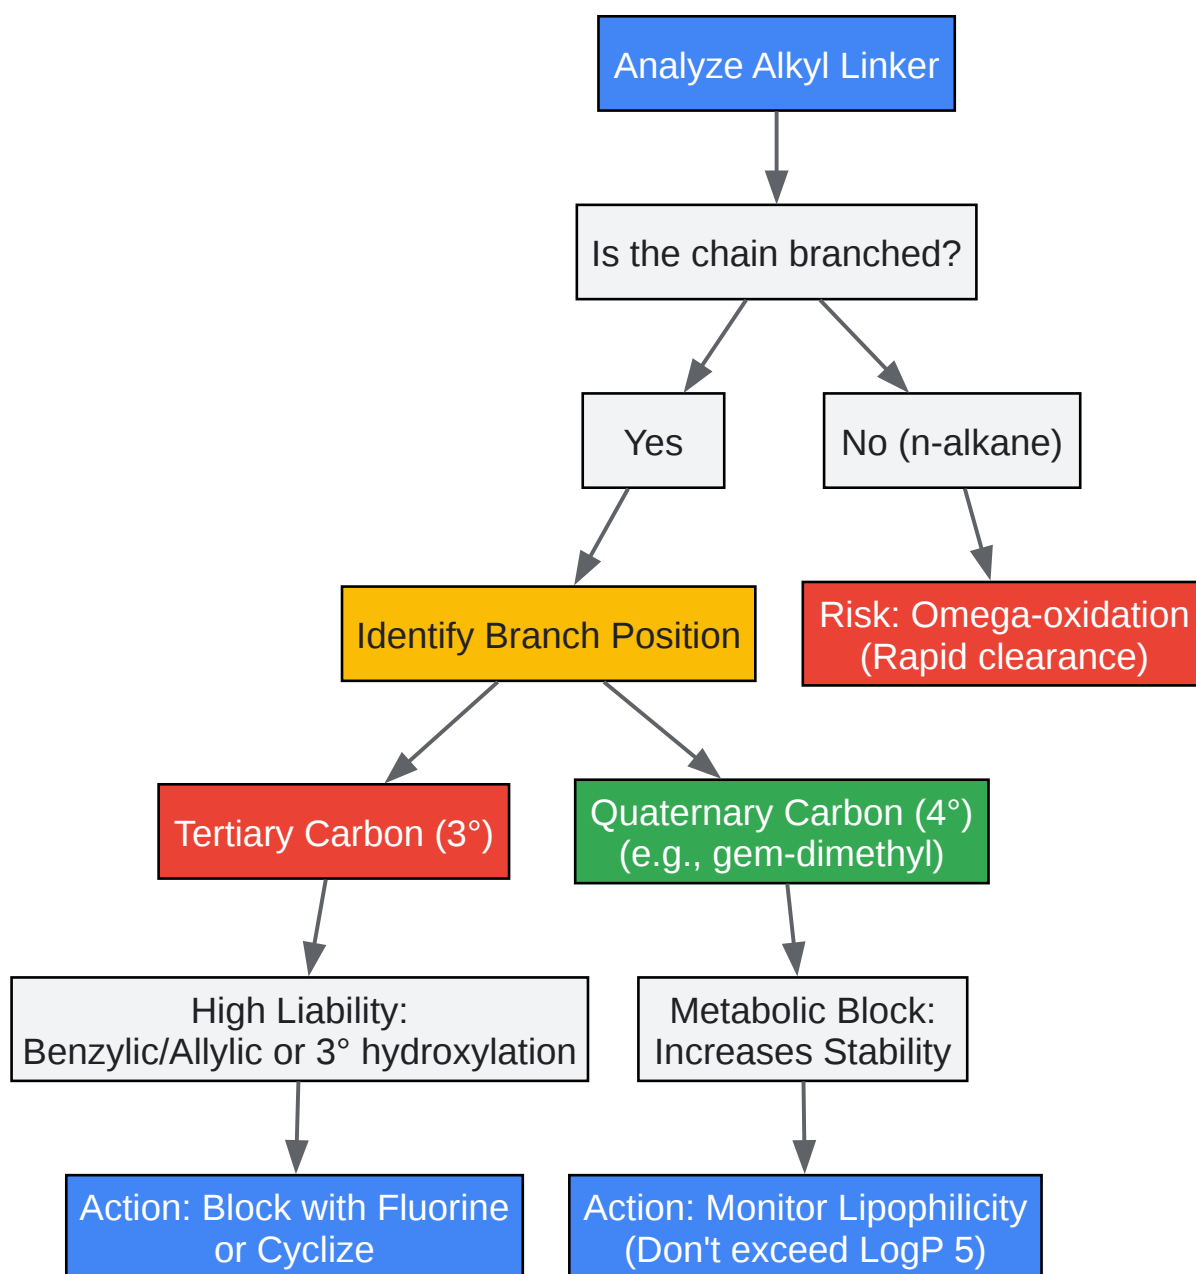 Analyze Alkyl Linker
Is the chain branched?
Yes
No (n-alkane)
Identify Branch Position
Risk: Omega-oxidation
(Rapid clearance)
Tertiary Carbon (3°)
Quaternary Carbon (4°)
(e.g., gem-dimethyl)
High Liability:
Benzylic/Allylic or 3° hydroxylation
Metabolic Block:
Increases Stability
Action: Block with Fluorine
or Cyclize
Action: Monitor Lipophilicity
(Don't exceed LogP 5)